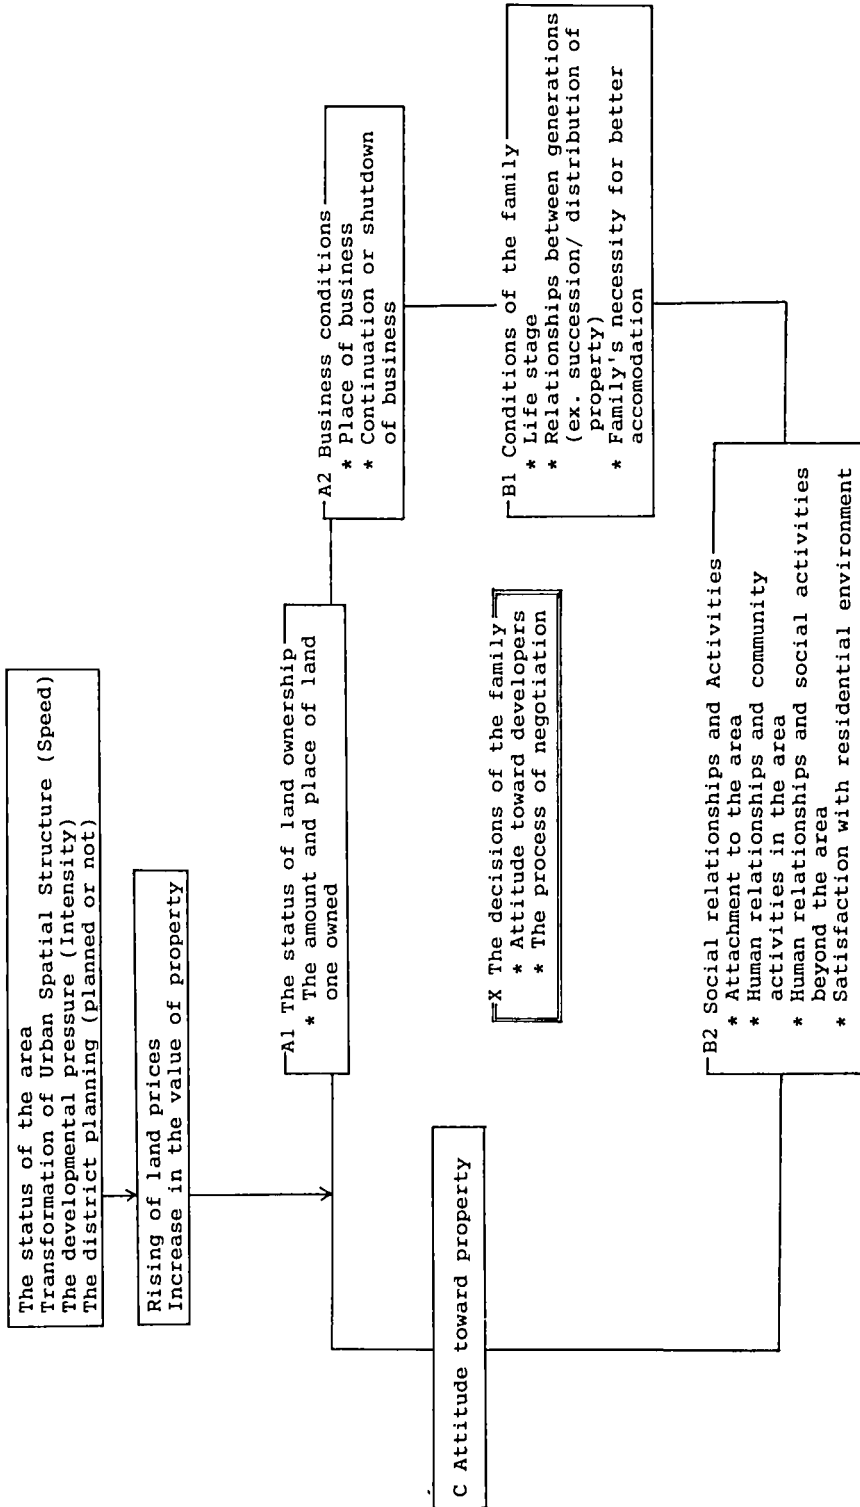 The status of the area
Transformation of Urban Spatial Structure (Speed)
The developmental pressure (Intensity)
The district planning (planned or not)
Rising of land prices
Increase in the value of property
A1 The status of land ownership
* The amount and place of land
one owned
A2 Business conditions
* Place of business
* Continuation or shutdown
of business
C Attitude toward property
X The decisions of the family
* Attitude toward developers
* The process of negotiation
B1 Conditions of the family
* Life stage
* Relationships between generations
(ex. succession/ distribution of
property)
* Family's necessity for better
accomodation
B2 Social relationships and Activities
* Attachment to the area
* Human relationships and community
activities in the area
* Human relationships and social activities
beyond the area
* Satisfaction with residential environment